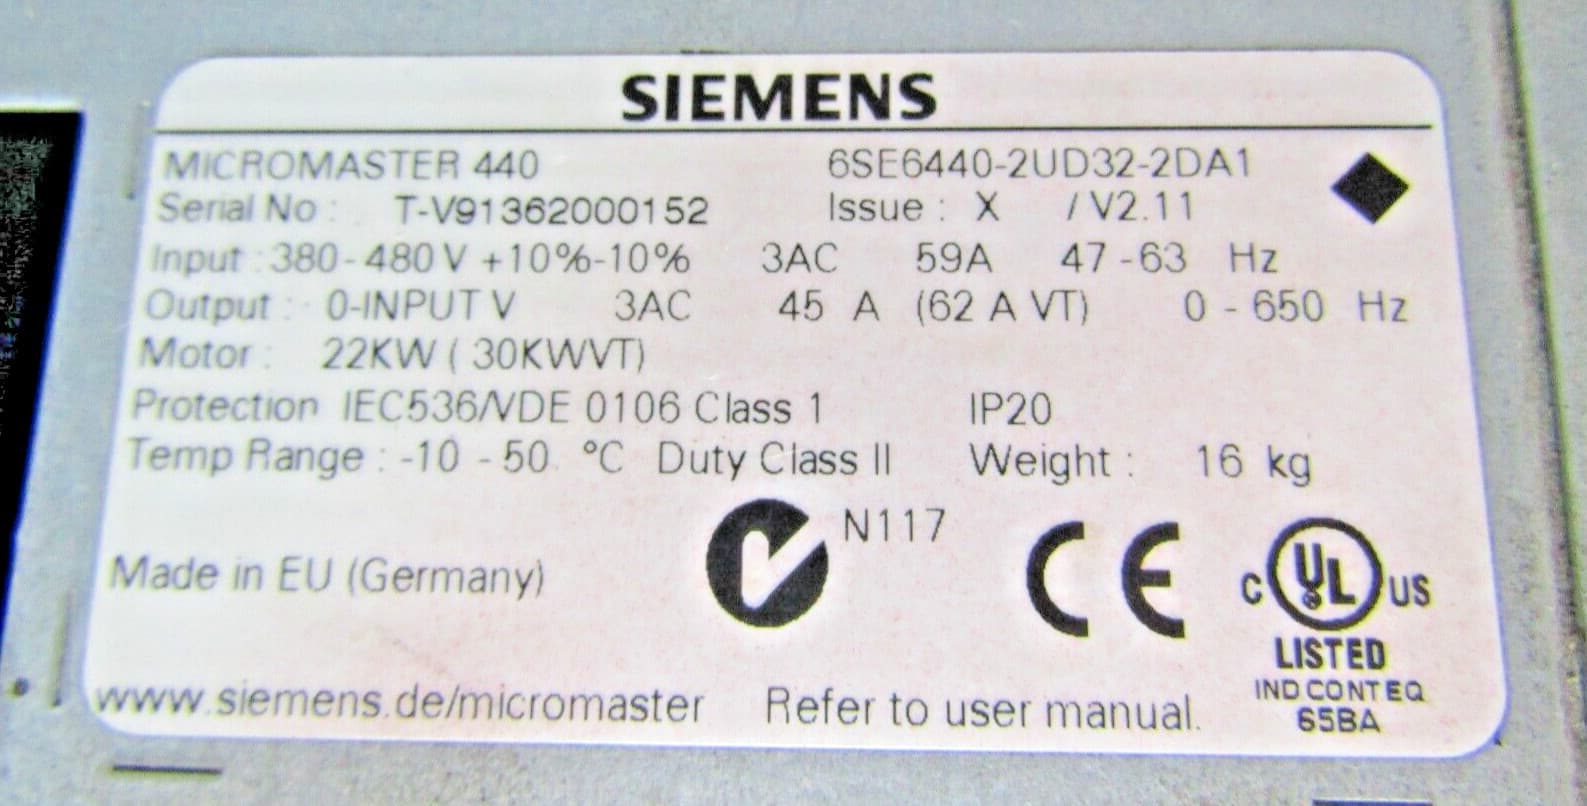 SIEMENS
MICROMASTER 440 6SE6440-2UD32-2DA1
Serial No : T-V91362000152 Issue : X / V2.11
Input : 380-480 V +10%-10% 3AC 59A 47-63 Hz
Output : 0-INPUT V 3AC 45 A (62 A VT) 0 - 650 Hz
Motor : 22KW ( 30KWVT)
Protection IEC536/VDE 0106 Class 1 IP20
Temp Range : -10 - 50 °C Duty Class II Weight : 16 kg
N117
Made in EU (Germany) CE C UL US
LISTED
IND CONT EQ
65BA
www.siemens.de/micromaster Refer to user manual.